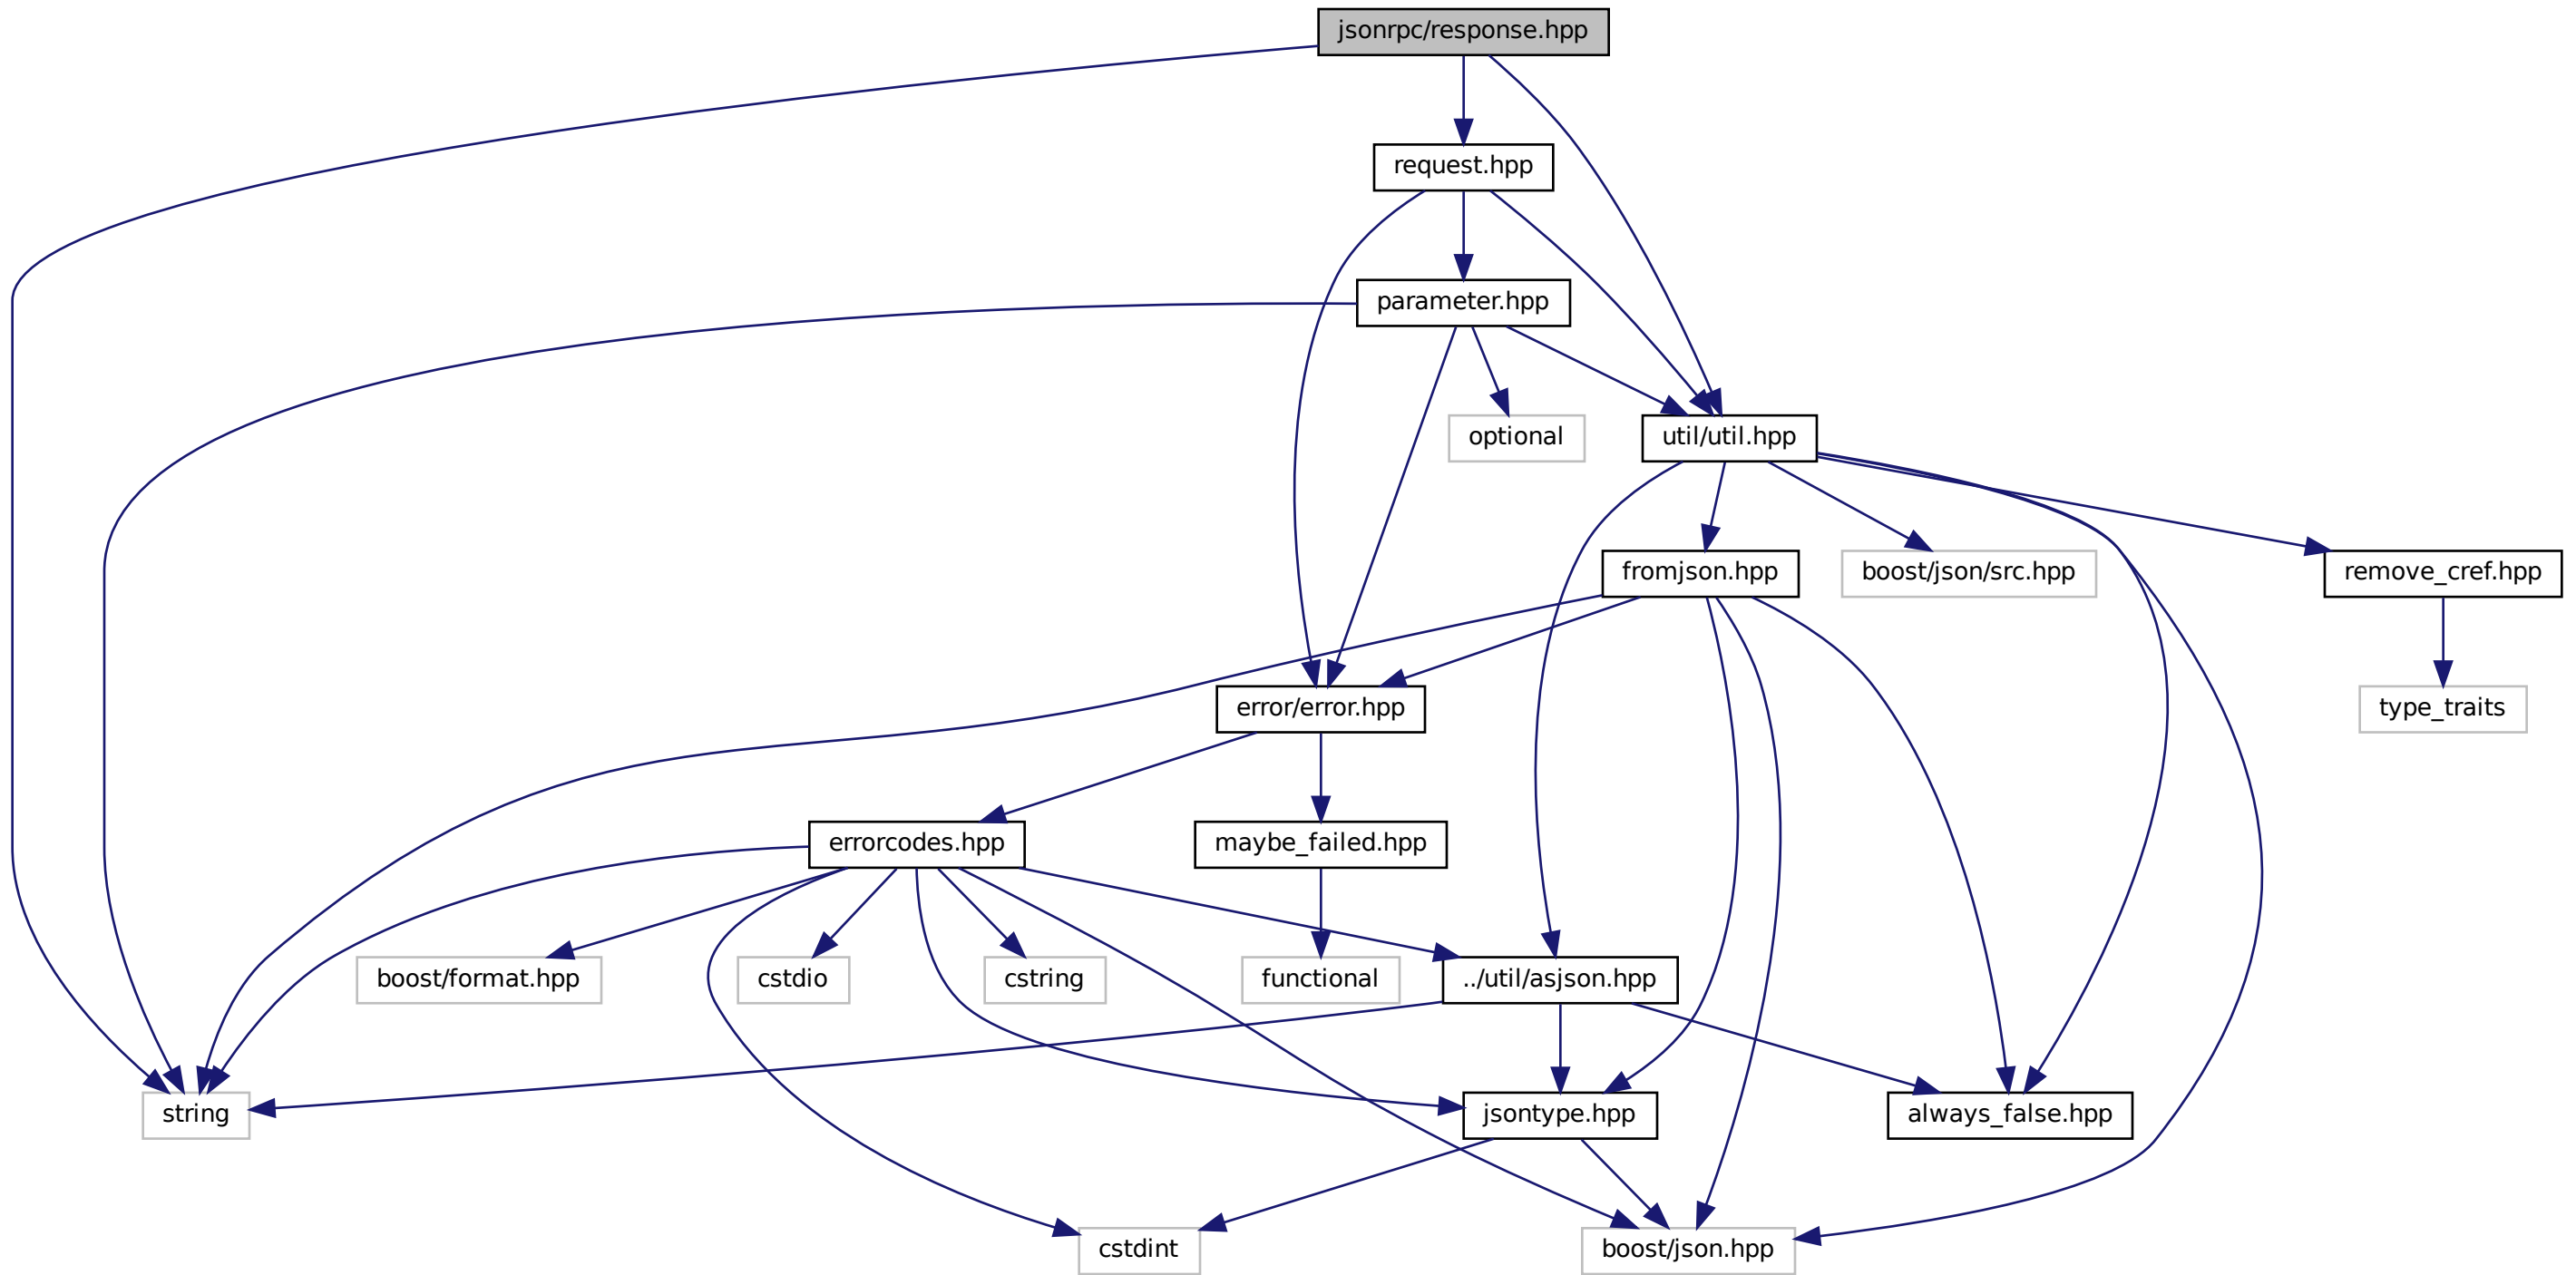 jsonrpc/response.hpp
request.hpp
parameter.hpp
optional
util/util.hpp
fromjson.hpp
boost/json/src.hpp
remove_cref.hpp
error/error.hpp
type_traits
errorcodes.hpp
maybe_failed.hpp
boost/format.hpp
cstdio
cstring
functional
../util/asjson.hpp
string
jsontype.hpp
always_false.hpp
cstdint
boost/json.hpp